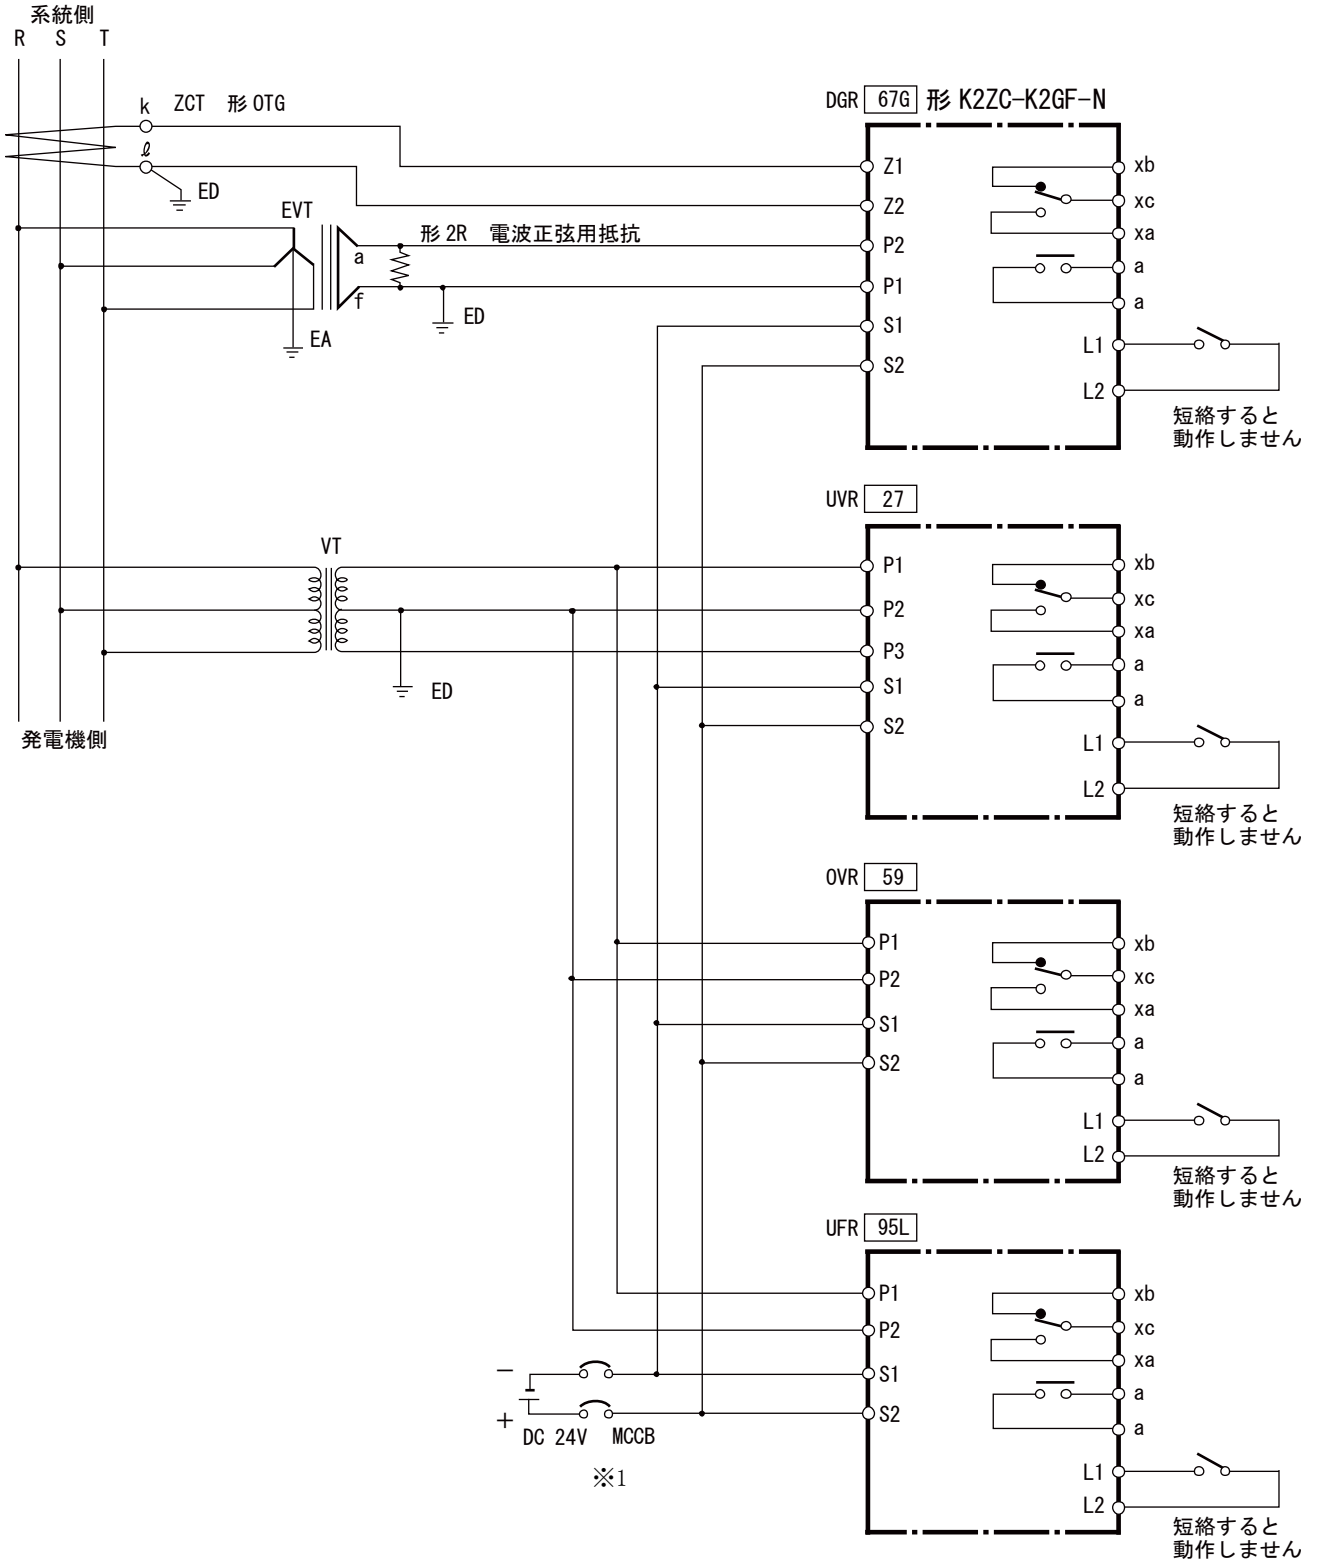 系統側
R S T
k ZCT 形 OTG
ℓ
ED
EVT
形 2R 電波正弦用抵抗
a
f
ED
EA
DGR 67G 形 K2ZC-K2GF-N
Z1
Z2
P2
P1
S1
S2
xb
xc
xa
a
a
L1
L2
短絡すると
動作しません
UVR 27
VT
P1
P2
P3
S1
S2
ED
xb
xc
xa
a
a
L1
L2
短絡すると
動作しません
発電機側
OVR 59
P1
P2
S1
S2
xb
xc
xa
a
a
L1
L2
短絡すると
動作しません
UFR 95L
P1
P2
S1
S2
xb
xc
xa
a
a
L1
L2
短絡すると
動作しません
−
+
DC 24V MCCB
※1